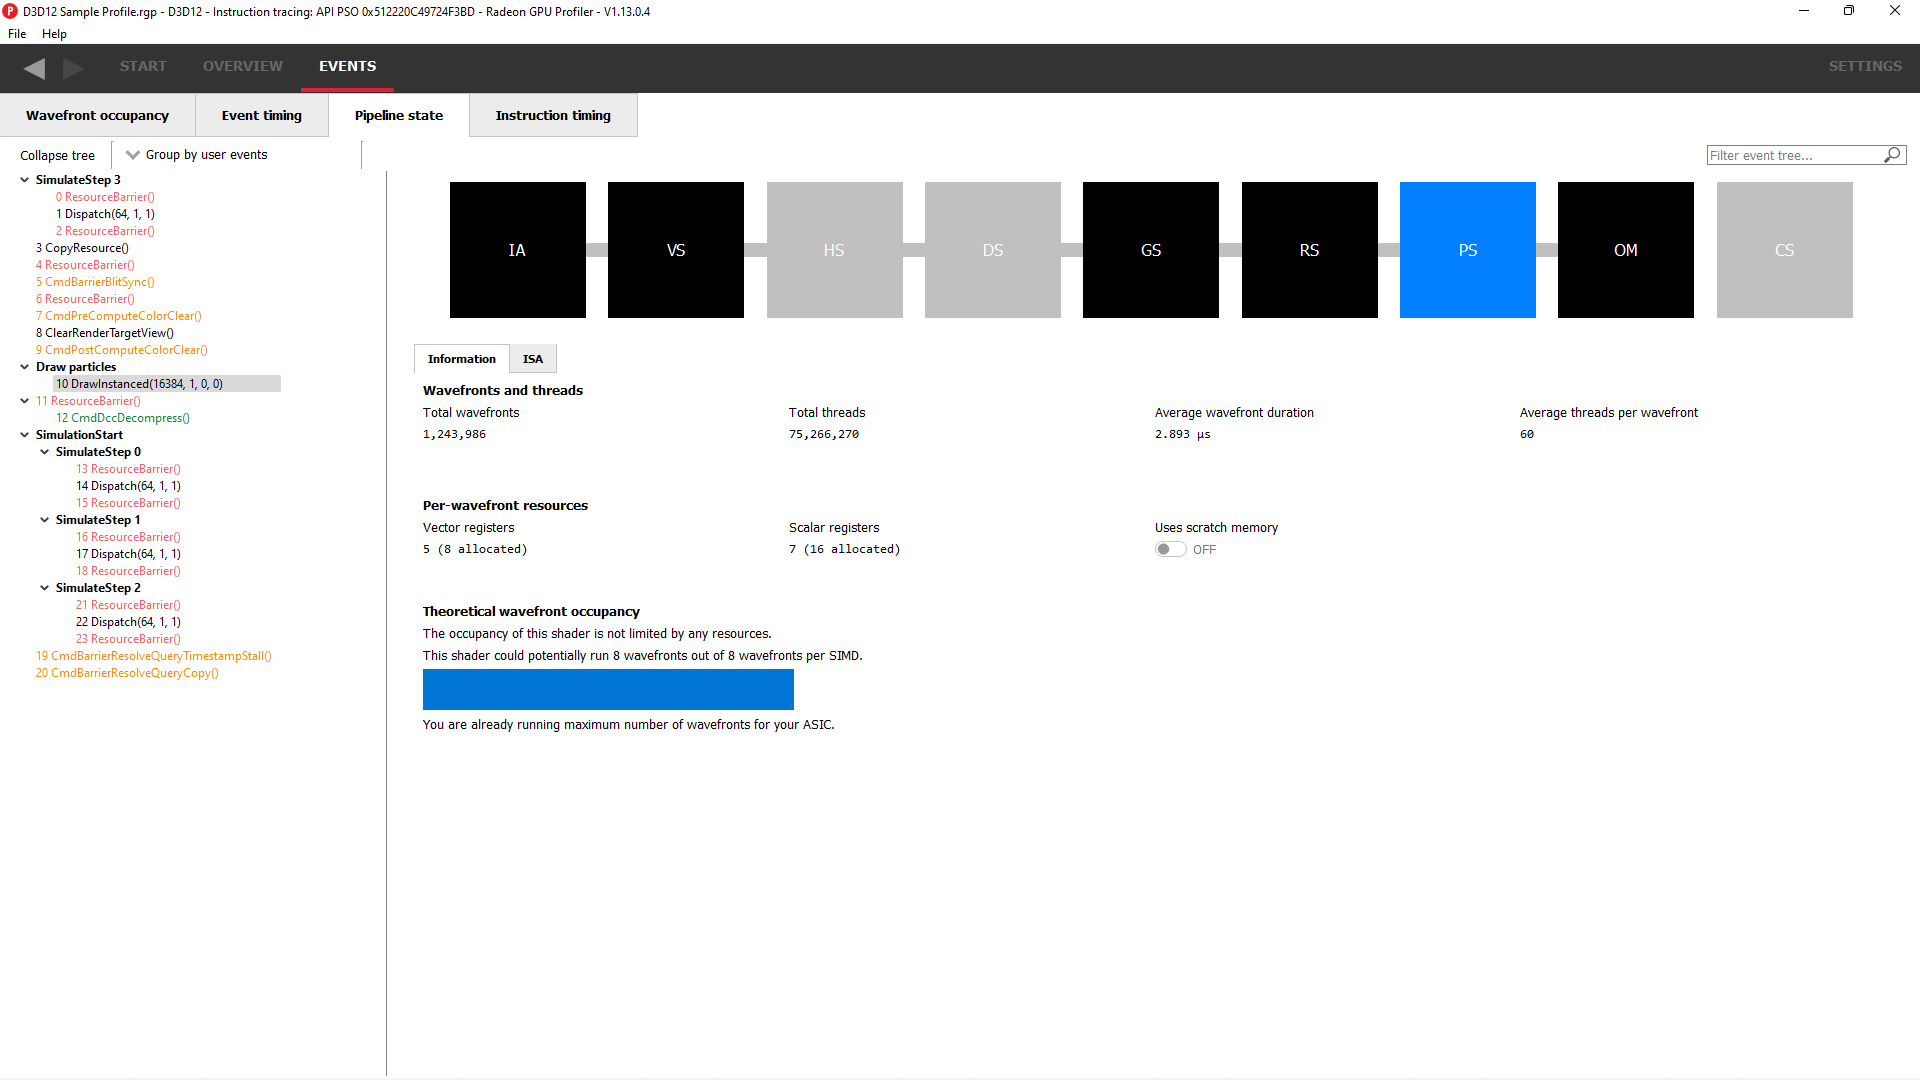 D3D12 Sample Profile.rgp - D3D12 - Instruction tracing: API PSO 0x512220C49724F3BD - Radeon GPU Profiler - V1.13.0.4
File Help
START OVERVIEW EVENTS SETTINGS
Wavefront occupancy Event timing Pipeline state Instruction timing
Collapse tree Group by user events Filter event tree...
SimulateStep 3
0 ResourceBarrier()
1 Dispatch(64, 1, 1)
2 ResourceBarrier()
3 CopyResource()
4 ResourceBarrier()
5 CmdBarrierBlitSync()
6 ResourceBarrier()
7 CmdPreComputeColorClear()
8 ClearRenderTargetView()
9 CmdPostComputeColorClear()
Draw particles
10 DrawInstanced(16384, 1, 0, 0)
11 ResourceBarrier()
12 CmdDccDecompress()
SimulationStart
SimulateStep 0
13 ResourceBarrier()
14 Dispatch(64, 1, 1)
15 ResourceBarrier()
SimulateStep 1
16 ResourceBarrier()
17 Dispatch(64, 1, 1)
18 ResourceBarrier()
SimulateStep 2
21 ResourceBarrier()
22 Dispatch(64, 1, 1)
23 ResourceBarrier()
19 CmdBarrierResolveQueryTimestampStall()
20 CmdBarrierResolveQueryCopy()
IA VS HS DS GS RS PS OM CS
Information ISA
Wavefronts and threads
Total wavefronts Total threads Average wavefront duration Average threads per wavefront
1,243,986 75,266,270 2.893 µs 60
Per-wavefront resources
Vector registers Scalar registers Uses scratch memory
5 (8 allocated) 7 (16 allocated) OFF
Theoretical wavefront occupancy
The occupancy of this shader is not limited by any resources.
This shader could potentially run 8 wavefronts out of 8 wavefronts per SIMD.
You are already running maximum number of wavefronts for your ASIC.